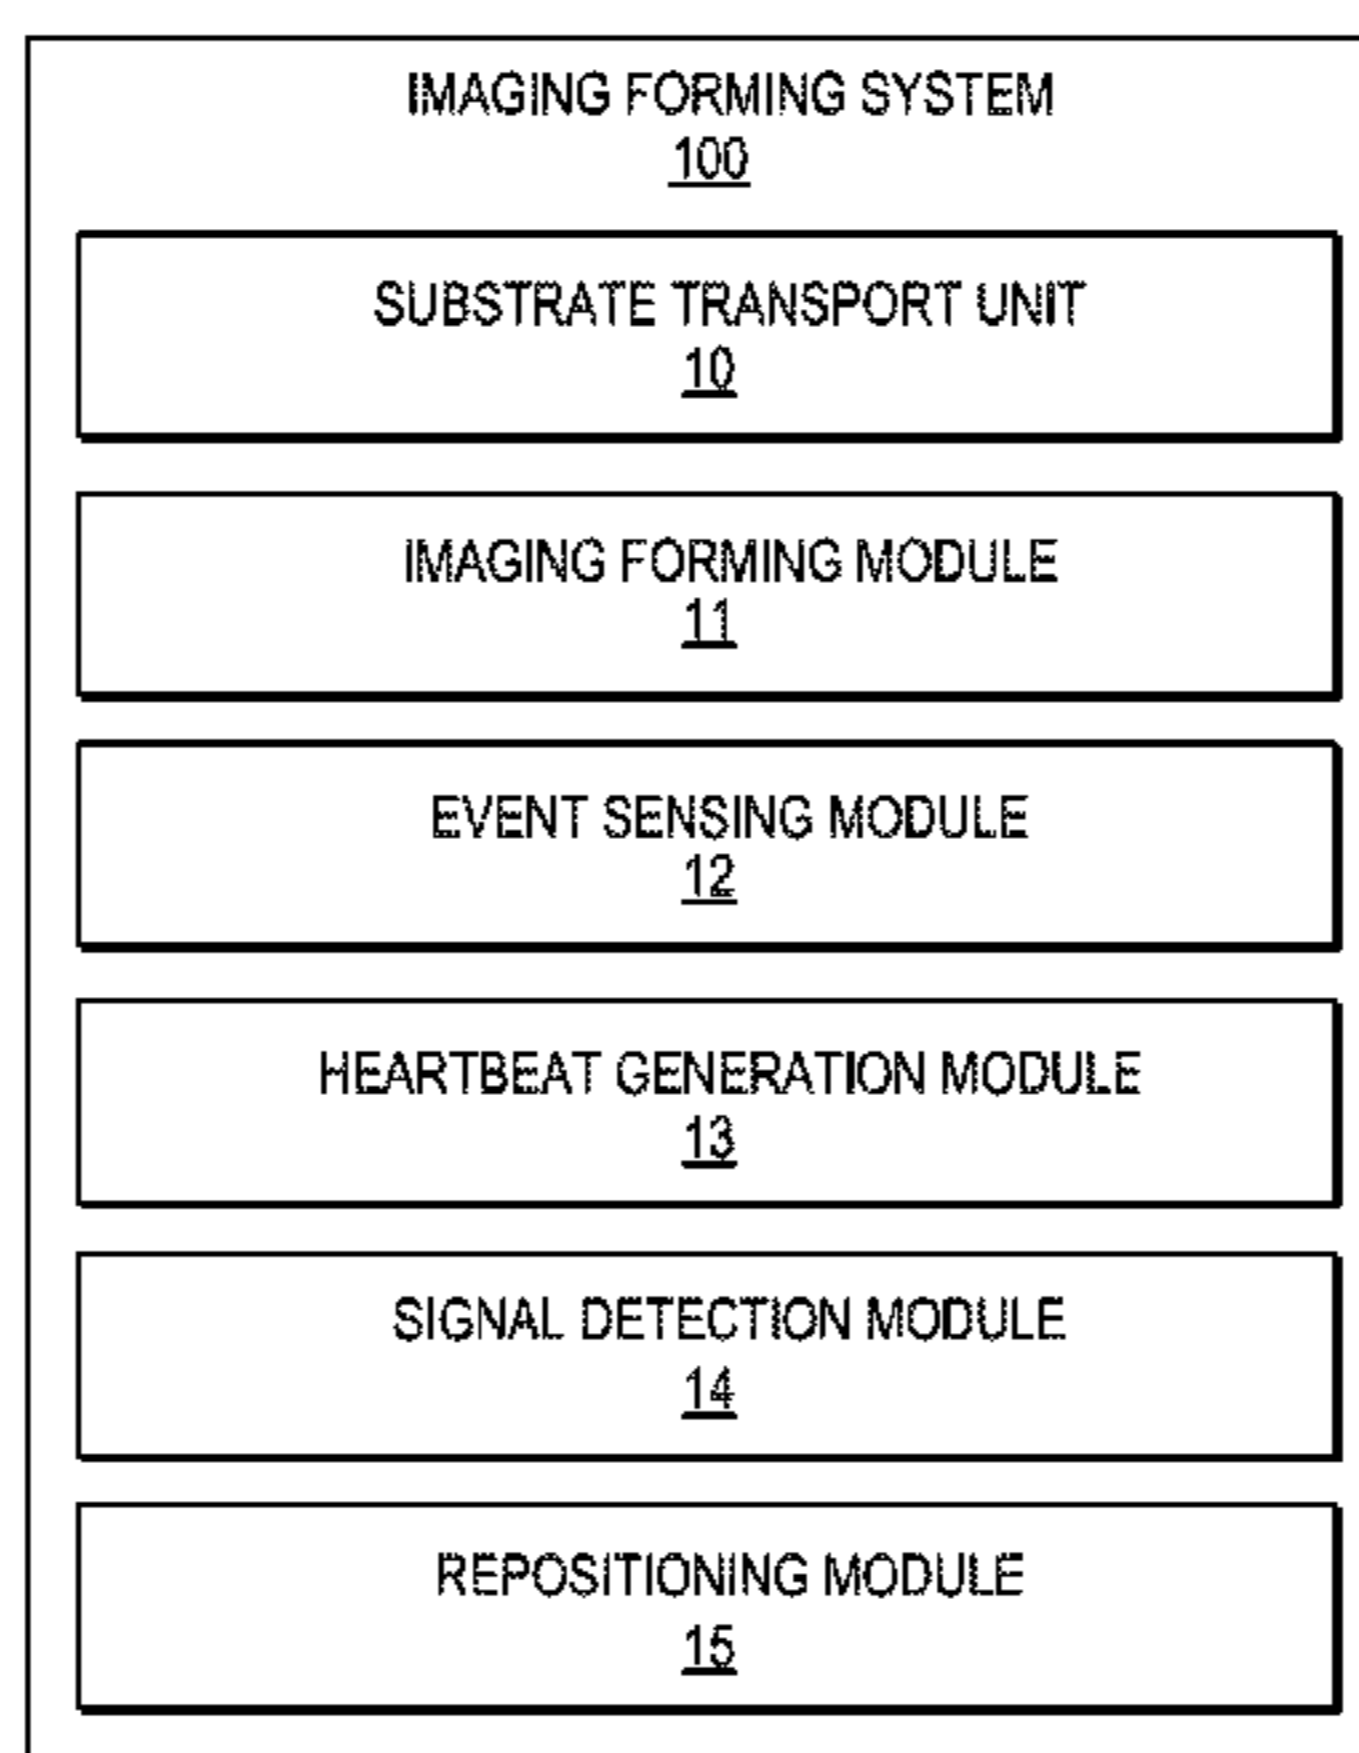 IMAGING FORMING SYSTEM
100
SUBSTRATE TRANSPORT UNIT
10
IMAGING FORMING MODULE
11
EVENT SENSING MODULE
12
HEARTBEAT GENERATION MODULE
13
SIGNAL DETECTION MODULE
14
REPOSITIONING MODULE
15